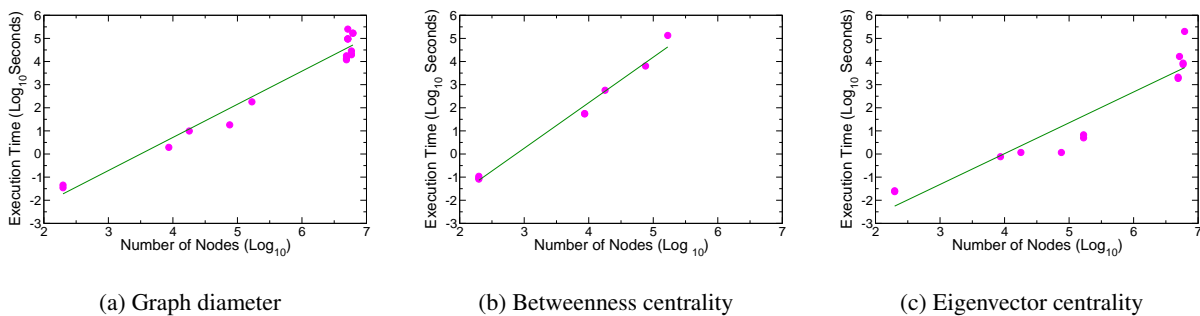 6
5
4
3
2
1
0
-1
-2
-3
2 3 4 5 6 7
Execution Time (Log10Seconds)
Number of Nodes (Log10)
(a) Graph diameter
6
5
4
3
2
1
0
-1
-2
-3
2 3 4 5 6 7
Execution Time (Log10 Seconds)
Number of Nodes (Log10)
(b) Betweenness centrality
6
5
4
3
2
1
0
-1
-2
-3
2 3 4 5 6 7
Execution Time (Log10 Seconds)
Number of Nodes (Log10)
(c) Eigenvector centrality